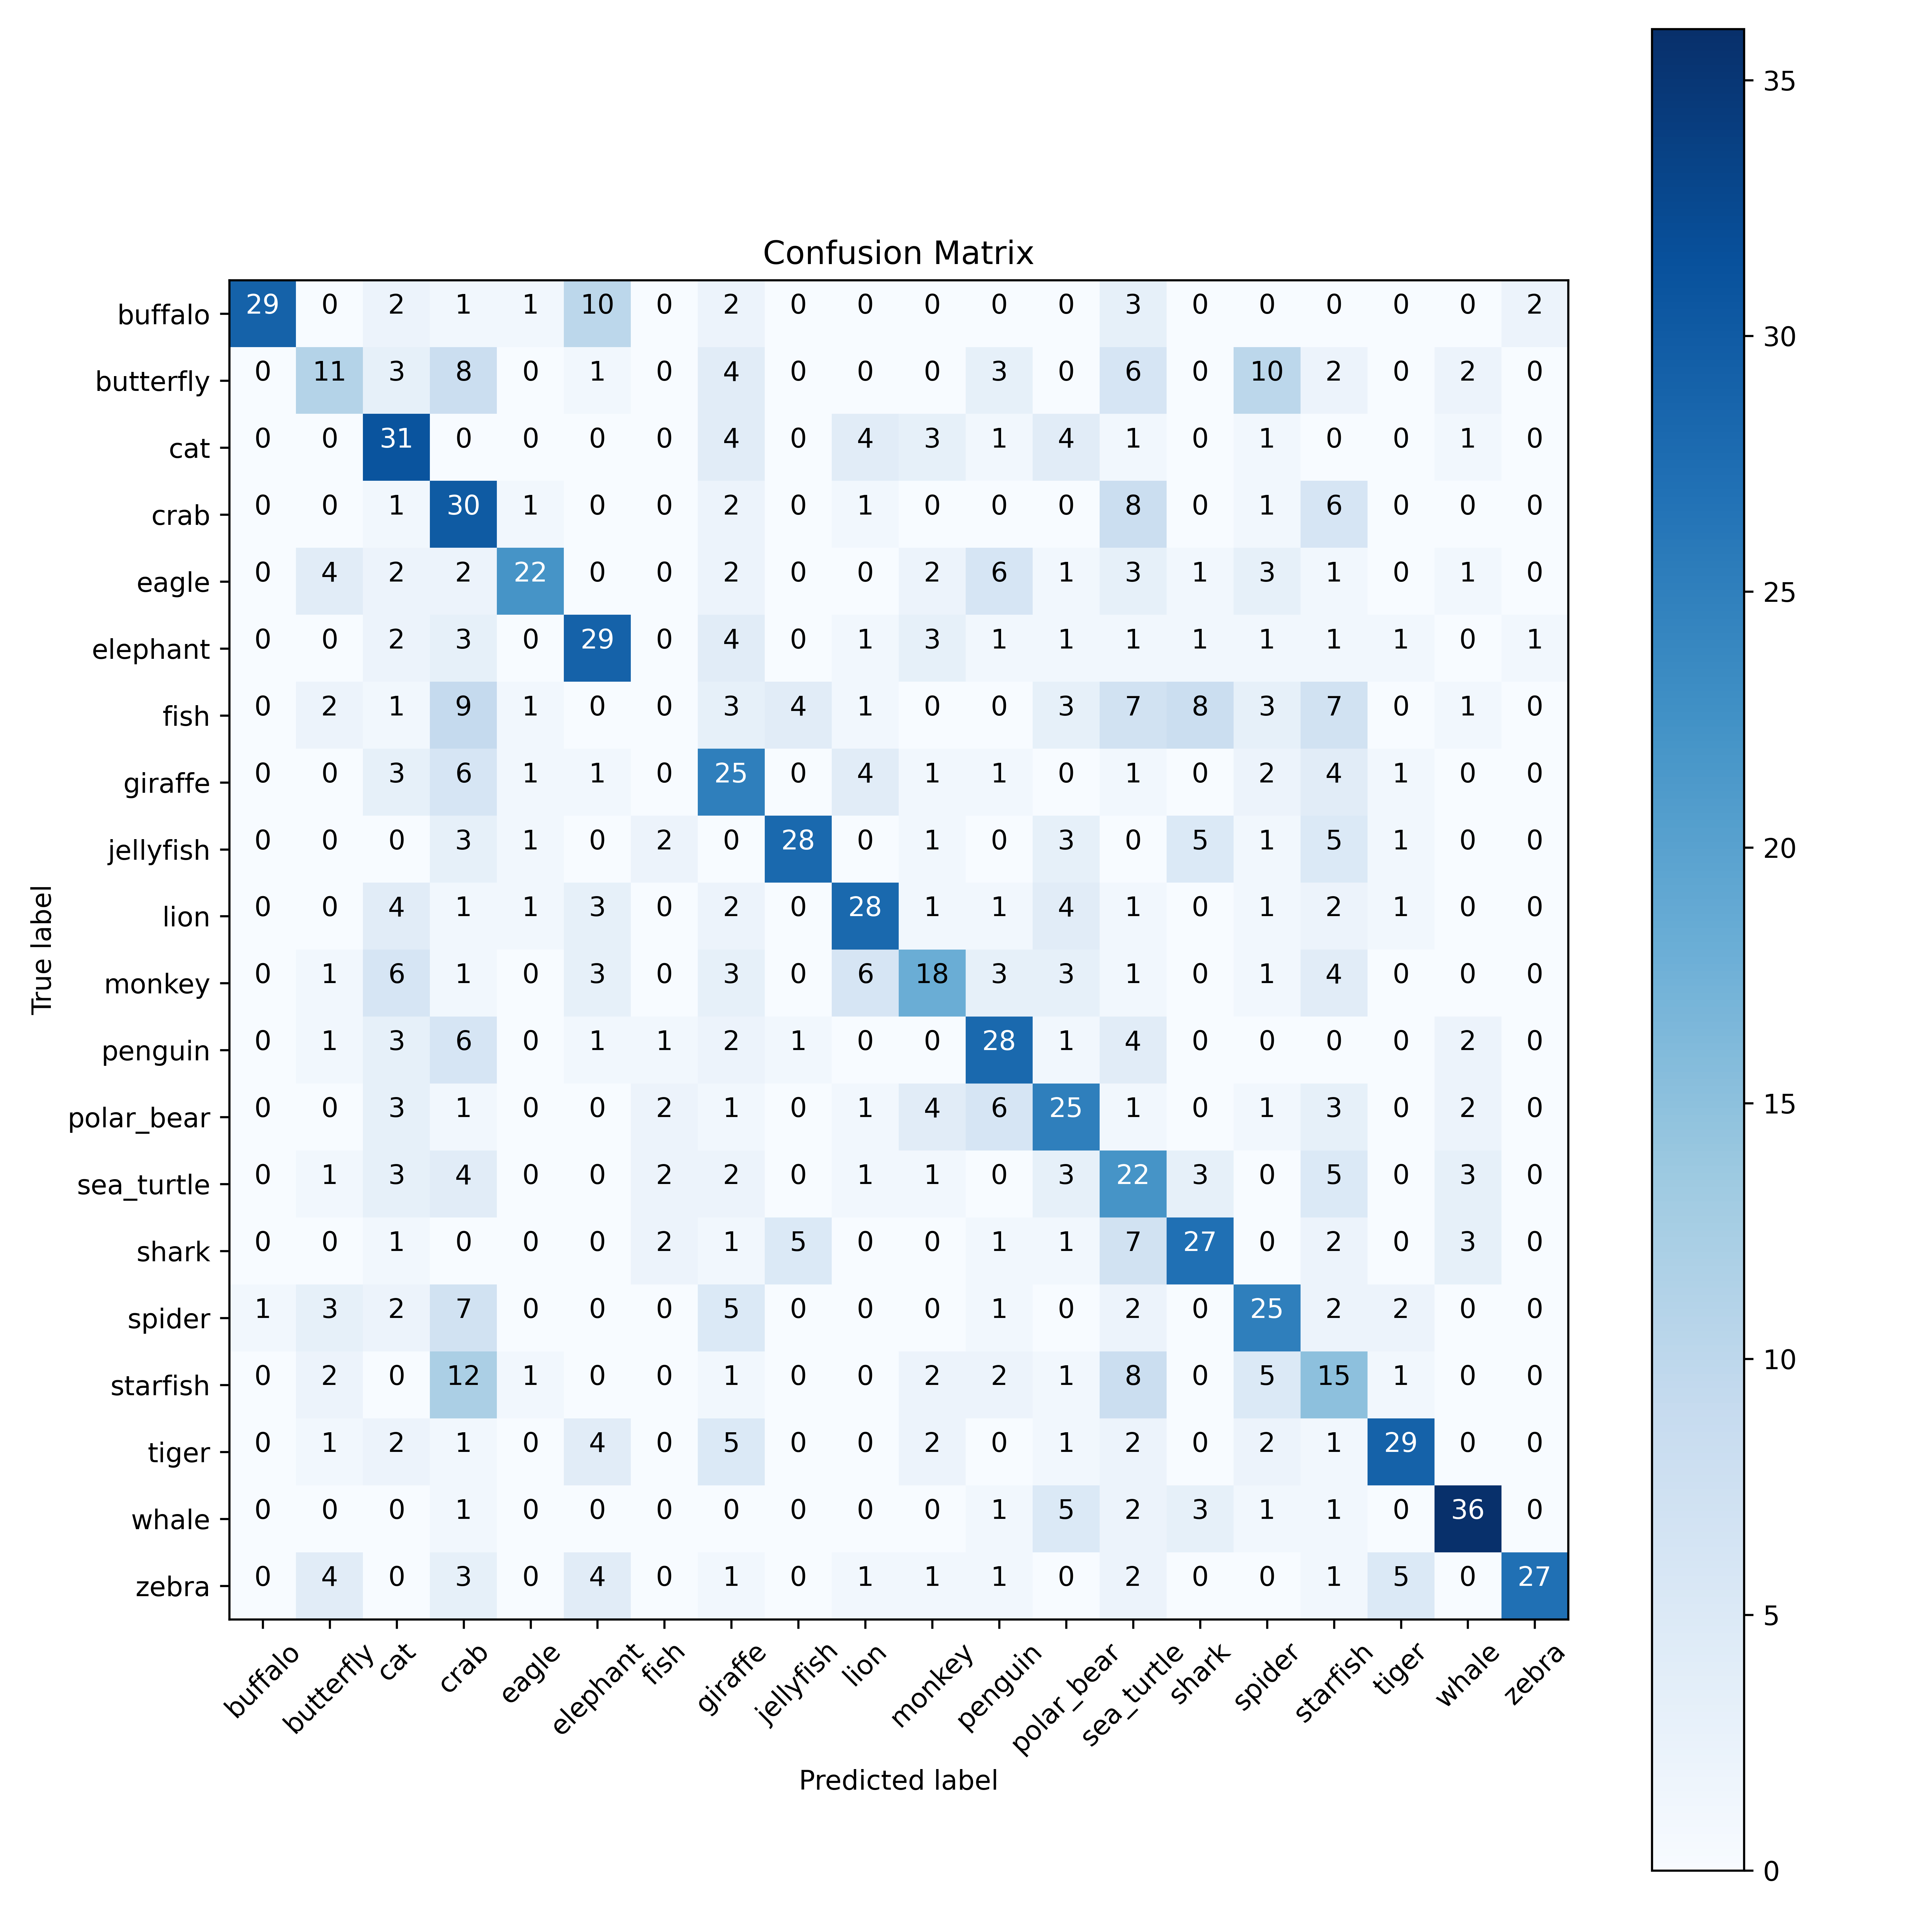 Confusion Matrix
buffalo 29 0 2 1 1 10 0 2 0 0 0 0 0 3 0 0 0 0 0 2
butterfly 0 11 3 8 0 1 0 4 0 0 0 3 0 6 0 10 2 0 2 0
cat 0 0 31 0 0 0 0 4 0 4 3 1 4 1 0 1 0 0 1 0
crab 0 0 1 30 1 0 0 2 0 1 0 0 0 8 0 1 6 0 0 0
eagle 0 4 2 2 22 0 0 2 0 0 2 6 1 3 1 3 1 0 1 0
elephant 0 0 2 3 0 29 0 4 0 1 3 1 1 1 1 1 1 1 0 1
fish 0 2 1 9 1 0 0 3 4 1 0 0 3 7 8 3 7 0 1 0
giraffe 0 0 3 6 1 1 0 25 0 4 1 1 0 1 0 2 4 1 0 0
jellyfish 0 0 0 3 1 0 2 0 28 0 1 0 3 0 5 1 5 1 0 0
lion 0 0 4 1 1 3 0 2 0 28 1 1 4 1 0 1 2 1 0 0
monkey 0 1 6 1 0 3 0 3 0 6 18 3 3 1 0 1 4 0 0 0
penguin 0 1 3 6 0 1 1 2 1 0 0 28 1 4 0 0 0 0 2 0
polar_bear 0 0 3 1 0 0 2 1 0 1 4 6 25 1 0 1 3 0 2 0
sea_turtle 0 1 3 4 0 0 2 2 0 1 1 0 3 22 3 0 5 0 3 0
shark 0 0 1 0 0 0 2 1 5 0 0 1 1 7 27 0 2 0 3 0
spider 1 3 2 7 0 0 0 5 0 0 0 1 0 2 0 25 2 2 0 0
starfish 0 2 0 12 1 0 0 1 0 0 2 2 1 8 0 5 15 1 0 0
tiger 0 1 2 1 0 4 0 5 0 0 2 0 1 2 0 2 1 29 0 0
whale 0 0 0 1 0 0 0 0 0 0 0 1 5 2 3 1 1 0 36 0
zebra 0 4 0 3 0 4 0 1 0 1 1 1 0 2 0 0 1 5 0 27
buffalo butterfly cat crab eagle elephant fish giraffe jellyfish lion monkey penguin polar_bear sea_turtle shark spider starfish tiger whale zebra
Predicted label
True label
35
30
25
20
15
10
5
0